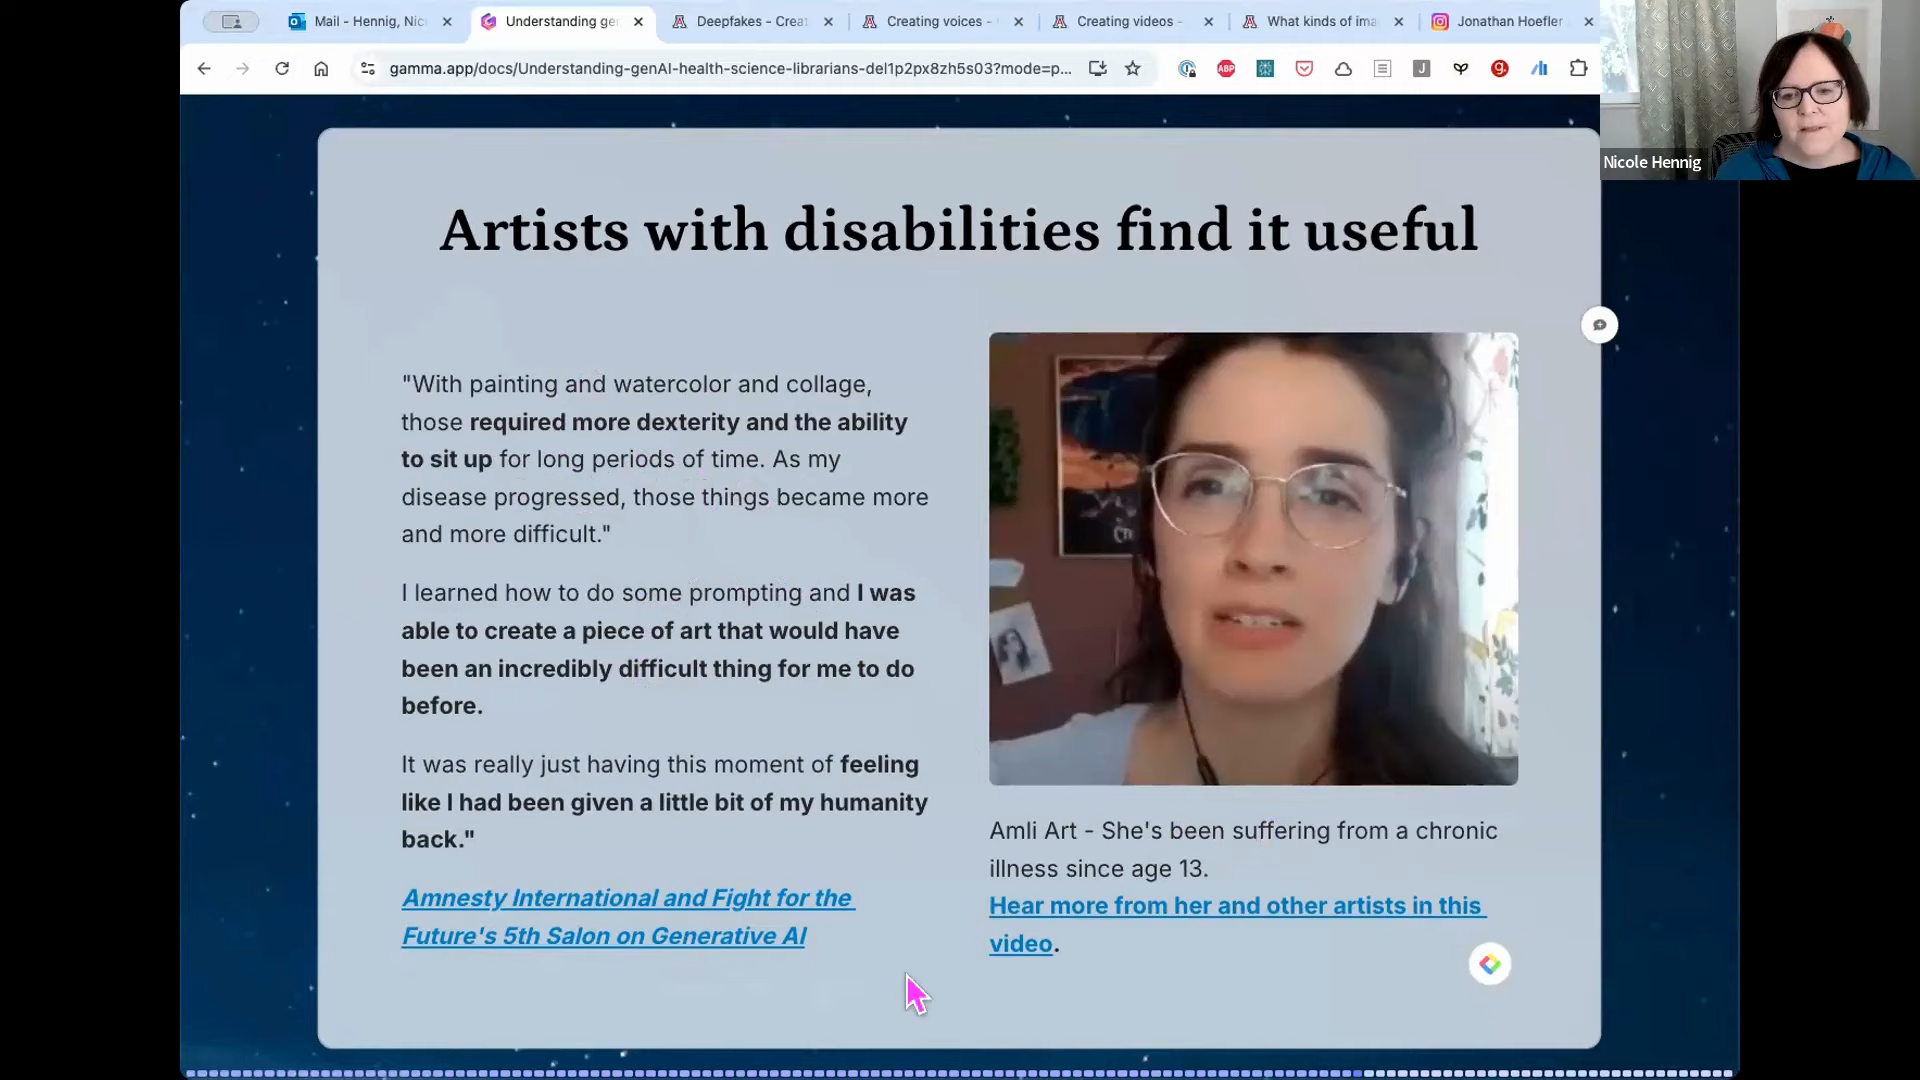 Mail - Hennig, Nic
Understanding gen
Deepfakes - Creat
Creating voices -
Creating videos -
What kinds of ima
Jonathan Hoefler
gamma.app/docs/Understanding-genAI-health-science-librarians-del1p2px8zh5s03?mode=p...
ABP
J
g.
Nicole Hennig
Artists with disabilities find it useful
"With painting and watercolor and collage,
those required more dexterity and the ability
to sit up for long periods of time. As my
disease progressed, those things became more
and more difficult."
I learned how to do some prompting and I was
able to create a piece of art that would have
been an incredibly difficult thing for me to do
before.
It was really just having this moment of feeling
like I had been given a little bit of my humanity
back."
Amnesty International and Fight for the
Future's 5th Salon on Generative AI
Amli Art - She's been suffering from a chronic
illness since age 13.
Hear more from her and other artists in this
video.